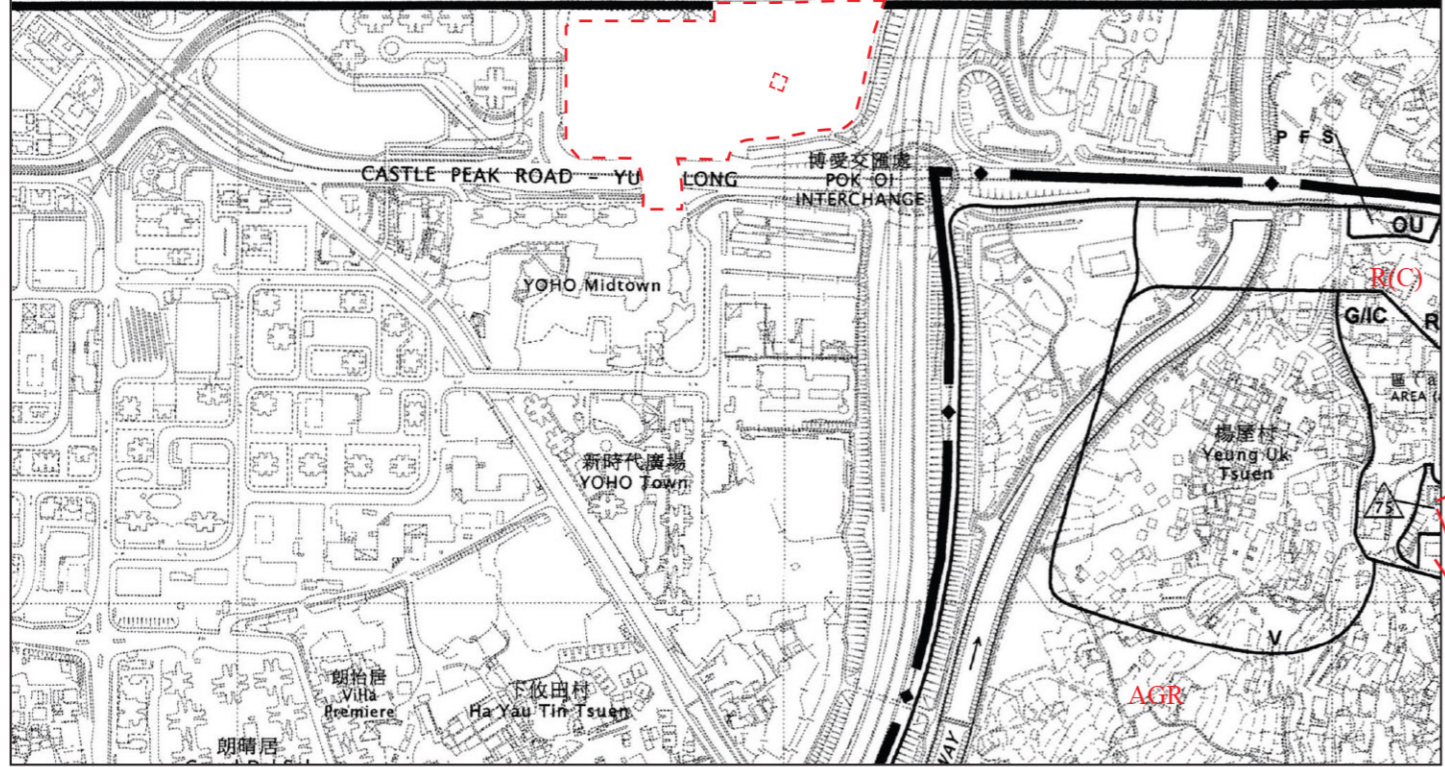 P F S
博愛交匯處
POK OI
INTERCHANGE
CASTLE PEAK ROAD – YU
LONG
OU
R(C)
YOHO Midtown
G/IC
R
AREA
楊屋村
Yeung Uk
Tsuen
新時代廣場
YOHO Town
75
V
朗怡居
Villa
Premiere
下攸田村
Ha Yau Tin Tsuen
AGR
朗晴居
WAY